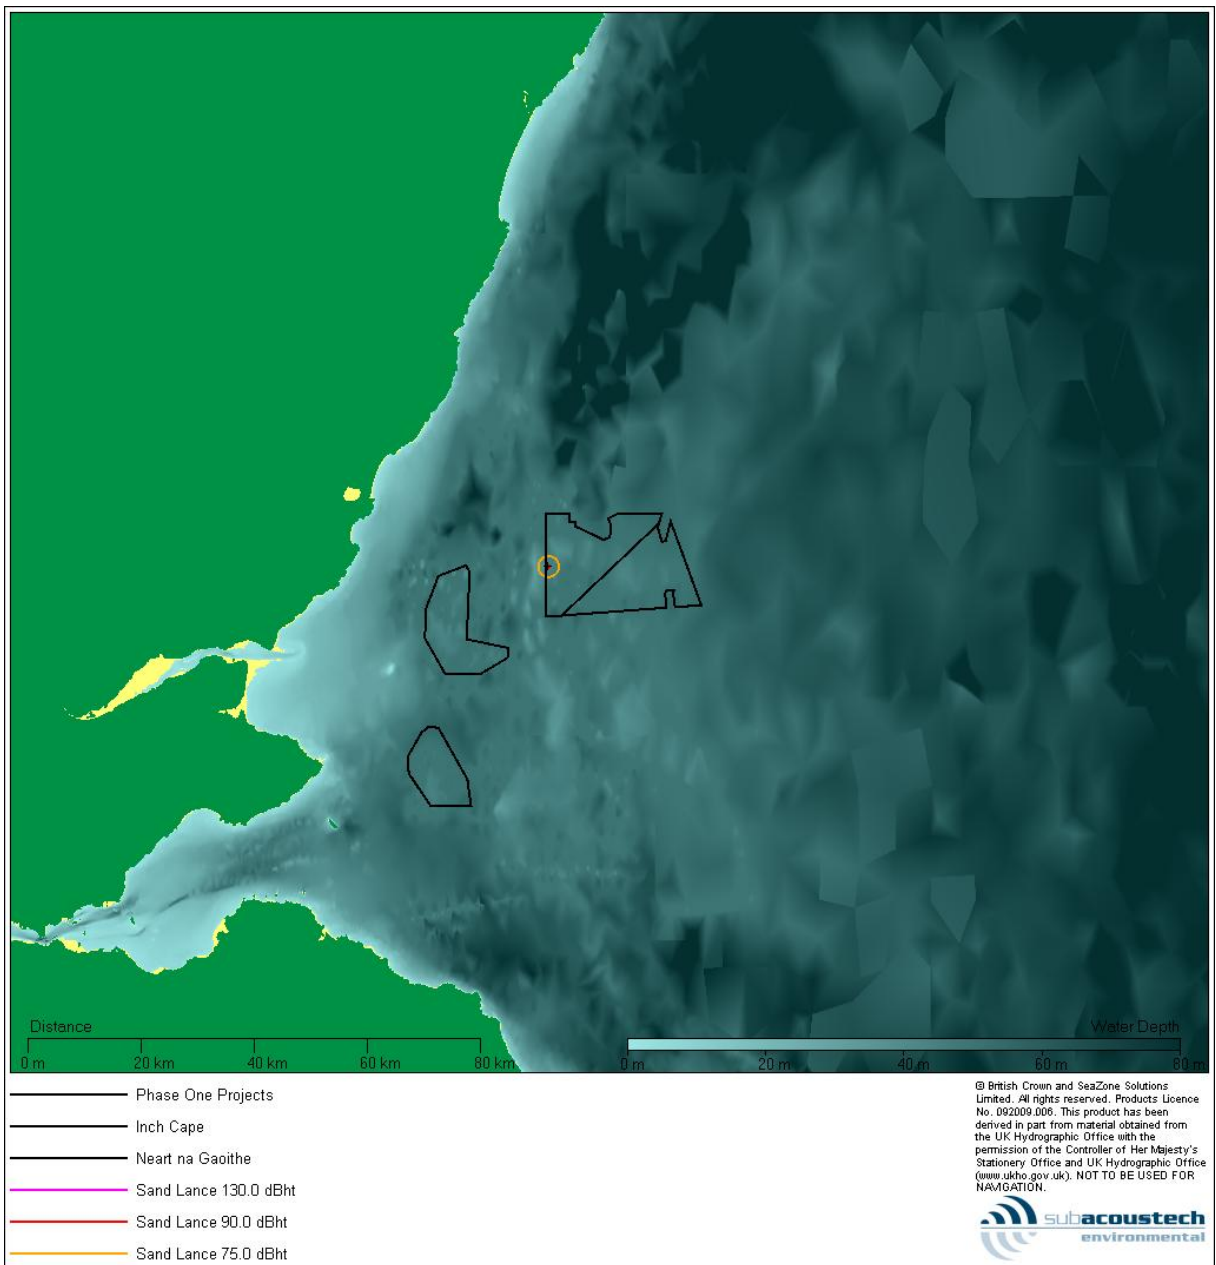 Distance
0 m 20 km 40 km 60 km 80 km
Water Depth
0 m 20 m 40 m 60 m 80 m
Phase One Projects
Inch Cape
Neart na Gaoithe
Sand Lance 130.0 dBht
Sand Lance 90.0 dBht
Sand Lance 75.0 dBht
© British Crown and SeaZone Solutions
Limited. All rights reserved. Products Licence
No. 092009.006. This product has been
derived in part from material obtained from
the UK Hydrographic Office with the
permission of the Controller of Her Majesty's
Stationery Office and UK Hydrographic Office
(www.ukho.gov.uk). NOT TO BE USED FOR
NAVIGATION.
subacoustech
environmental